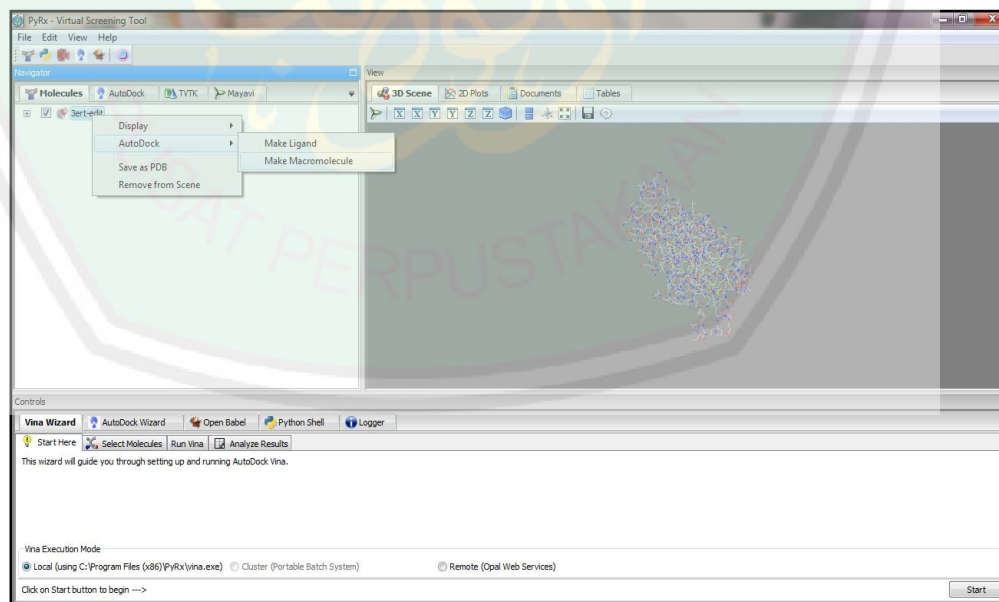 PyRx - Virtual Screening Tool
File Edit View Help
Navigator
View
Molecules AutoDock TVTK Mayavi
3D Scene 2D Plots Documents Tables
X X Y Y Z Z
3ert-edit
Display
AutoDock
Make Ligand
Make Macromolecule
Save as PDB
Remove from Scene
PUSAT PERPUSTAKAAN
Controls
Vina Wizard AutoDock Wizard Open Babel Python Shell Logger
Start Here Select Molecules Run Vina Analyze Results
This wizard will guide you through setting up and running AutoDock Vina.
Vina Execution Mode
Local (using C:\Program Files (x86)\PyRx\vina.exe) Cluster (Portable Batch System) Remote (Opal Web Services)
Click on Start button to begin ---> Start